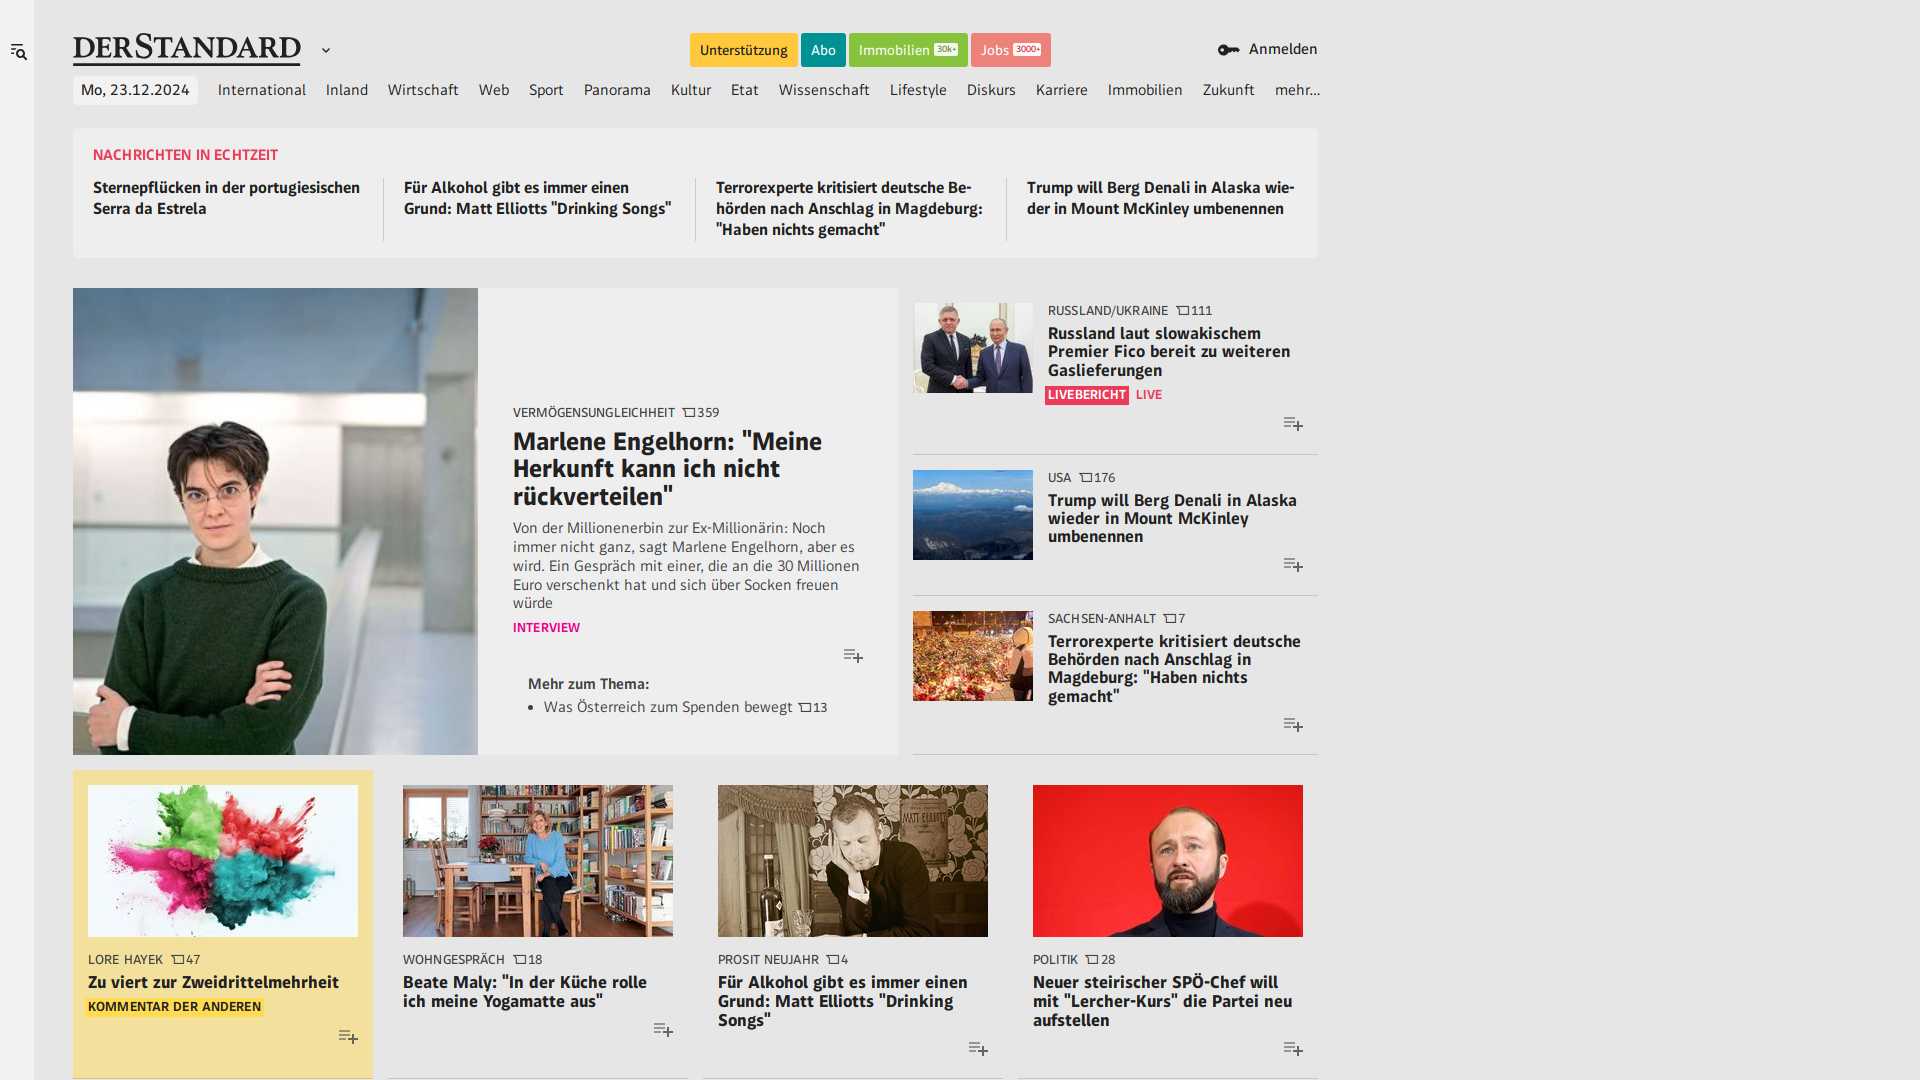 DERSTANDARD
Unterstützung
Abo
Immobilien 30k+
Jobs 3000+
Anmelden
Mo, 23.12.2024
International
Inland
Wirtschaft
Web
Sport
Panorama
Kultur
Etat
Wissenschaft
Lifestyle
Diskurs
Karriere
Immobilien
Zukunft
mehr...
NACHRICHTEN IN ECHTZEIT
Sternepflücken in der portugiesischen
Serra da Estrela
Für Alkohol gibt es immer einen
Grund: Matt Elliotts "Drinking Songs"
Terrorexperte kritisiert deutsche Be-
hörden nach Anschlag in Magdeburg:
"Haben nichts gemacht"
Trump will Berg Denali in Alaska wie-
der in Mount McKinley umbenennen
VERMÖGENSUNGLEICHHEIT 359
Marlene Engelhorn: "Meine
Herkunft kann ich nicht
rückverteilen"
Von der Millionenerbin zur Ex-Millionärin: Noch
immer nicht ganz, sagt Marlene Engelhorn, aber es
wird. Ein Gespräch mit einer, die an die 30 Millionen
Euro verschenkt hat und sich über Socken freuen
würde
INTERVIEW
Mehr zum Thema:
• Was Österreich zum Spenden bewegt 13
RUSSLAND/UKRAINE 111
Russland laut slowakischem
Premier Fico bereit zu weiteren
Gaslieferungen
LIVEBERICHT LIVE
USA 176
Trump will Berg Denali in Alaska
wieder in Mount McKinley
umbenennen
SACHSEN-ANHALT 7
Terrorexperte kritisiert deutsche
Behörden nach Anschlag in
Magdeburg: "Haben nichts
gemacht"
LORE HAYEK 47
Zu viert zur Zweidrittelmehrheit
KOMMENTAR DER ANDEREN
WOHNGESPRÄCH 18
Beate Maly: "In der Küche rolle
ich meine Yogamatte aus"
MATT ELLIOTT
PROSIT NEUJAHR 4
Für Alkohol gibt es immer einen
Grund: Matt Elliotts "Drinking
Songs"
POLITIK 28
Neuer steirischer SPÖ-Chef will
mit "Lercher-Kurs" die Partei neu
aufstellen